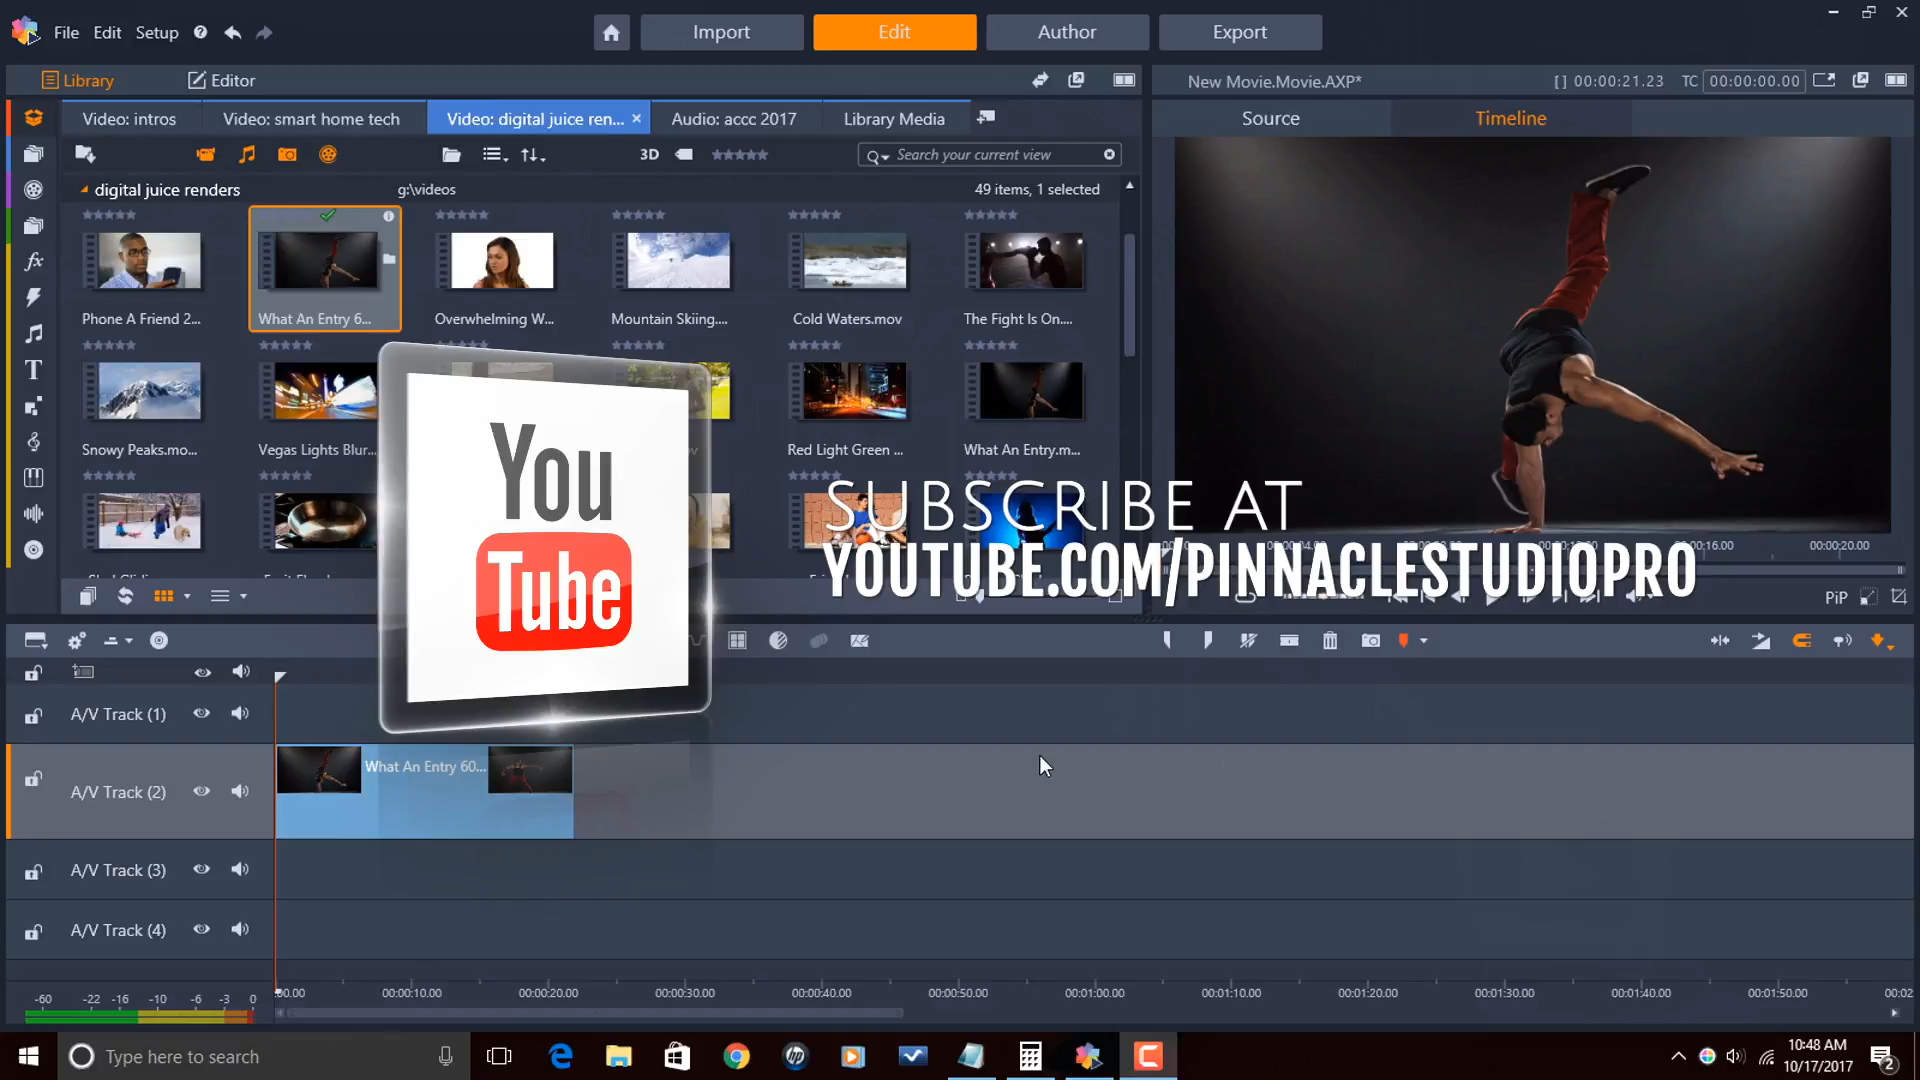 File Edit Setup
Import Edit Author Export
Library Editor
New Movie.Movie.AXP*
[ ] 00:00:21.23 TC 00:00:00.00
Video: intros Video: smart home tech Video: digital juice ren... Audio: accc 2017 Library Media
Source Timeline
3D Search your current view
digital juice renders g:\videos 49 items, 1 selected
Phone A Friend 2... What An Entry 6... Overwhelming W... Mountain Skiing.... Cold Waters.mov The Fight Is On....
Snowy Peaks.mo... Vegas Lights Blur... Red Light Green ... What An Entry.m...
You
Tube
SUBSCRIBE AT
YOUTUBE.COM/PINNACLESTUDIOPRO
00:00:16.00 00:00:20.00
PiP
A/V Track (1)
A/V Track (2) What An Entry 60...
A/V Track (3)
A/V Track (4)
-60 -22 -16 -10 -6 -3 0
:00.00 00:00:10.00 00:00:20.00 00:00:30.00 00:00:40.00 00:00:50.00 00:01:00.00 00:01:10.00 00:01:20.00 00:01:30.00 00:01:40.00 00:01:50.00 00:02
Type here to search
hp
10:48 AM
10/17/2017
2